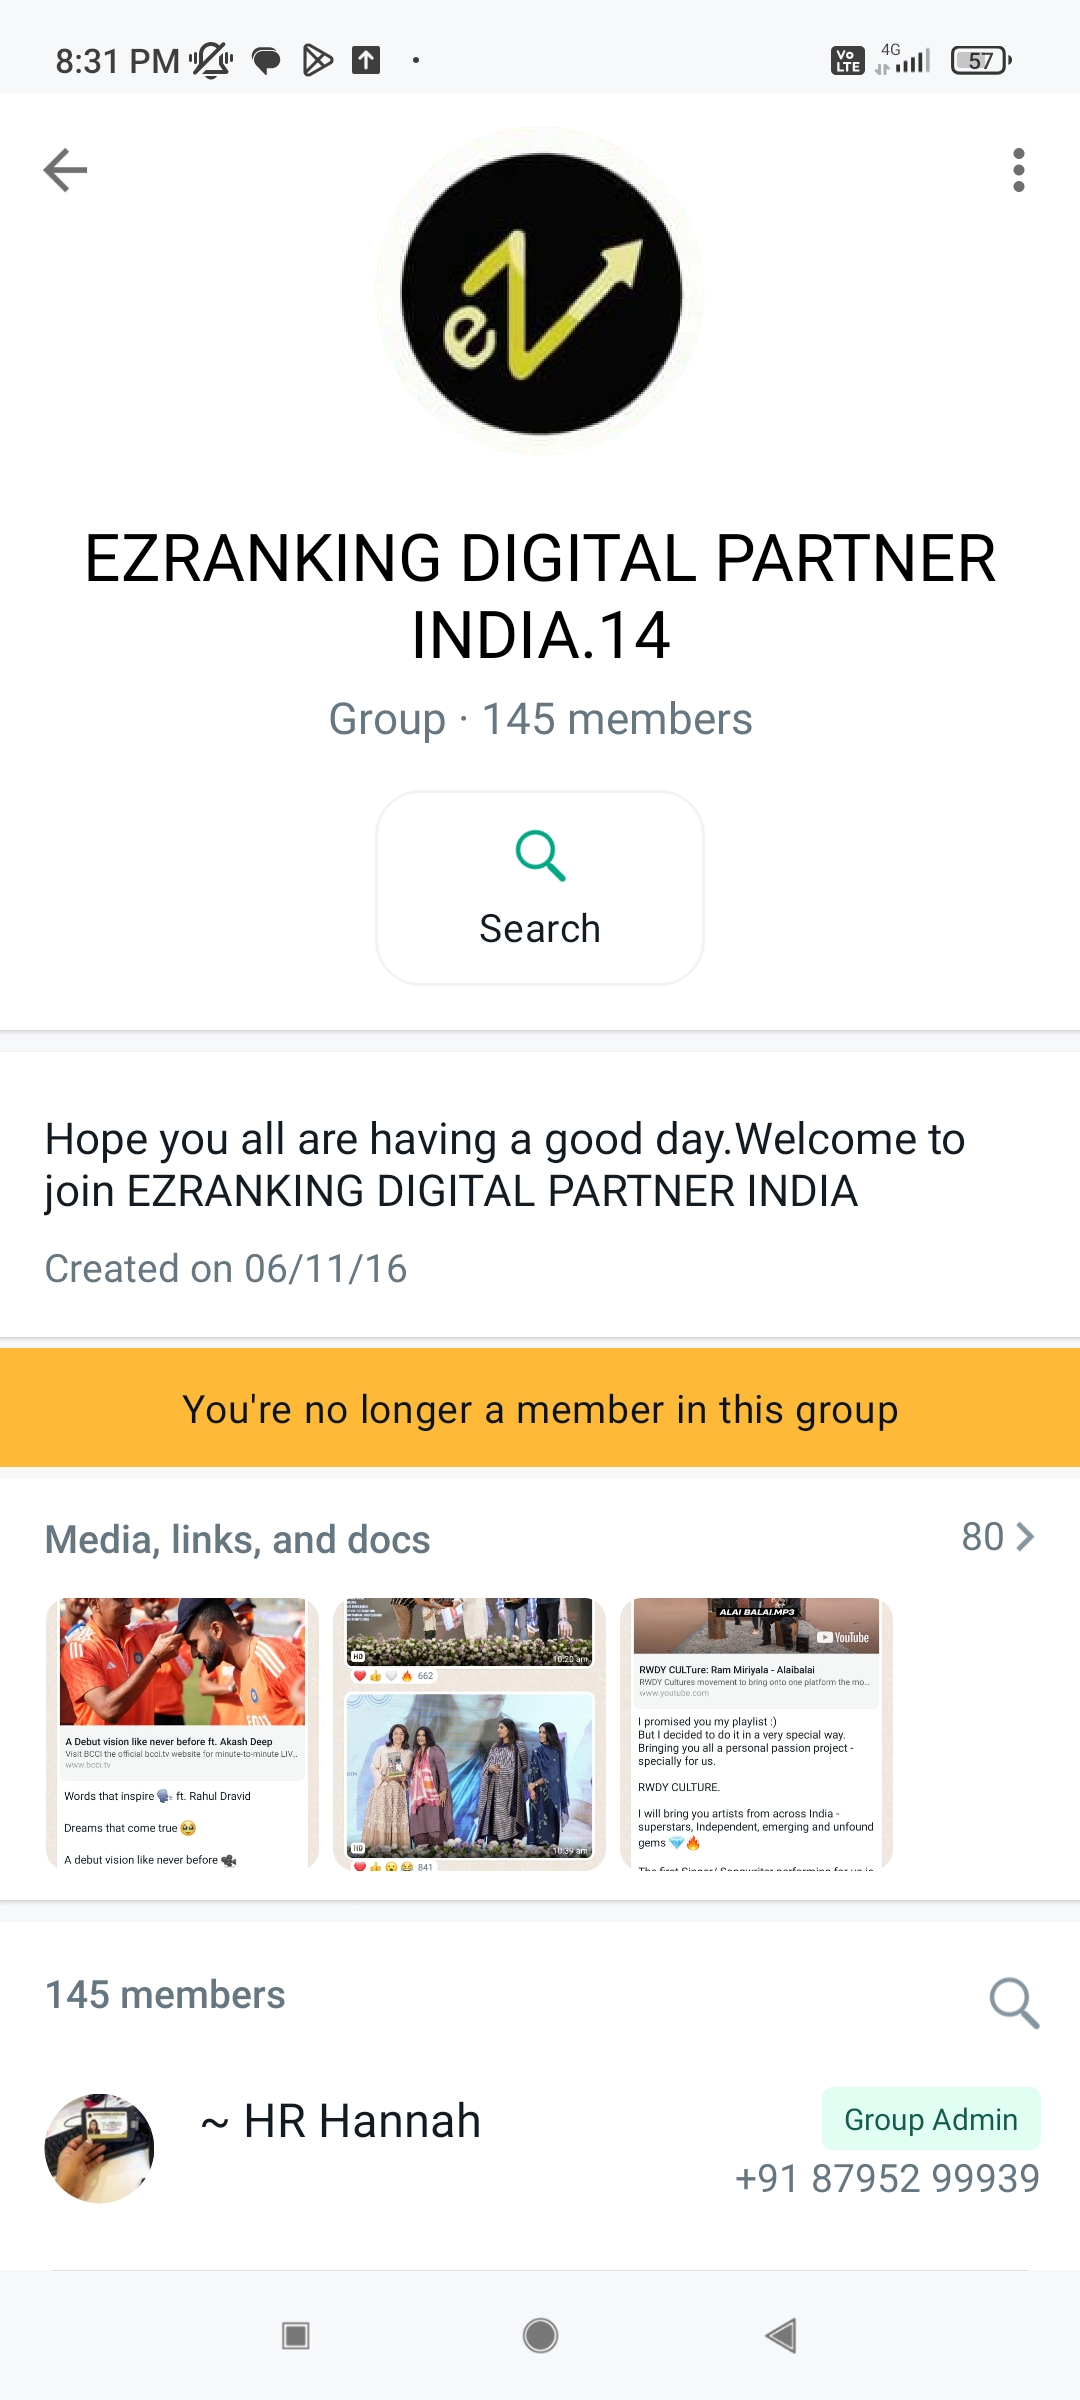 8:31 PM
Vo LTE 4G 57
eZ
EZRANKING DIGITAL PARTNER
INDIA.14
Group · 145 members
Search
Hope you all are having a good day.Welcome to
join EZRANKING DIGITAL PARTNER INDIA
Created on 06/11/16
You're no longer a member in this group
Media, links, and docs
80
A Debut vision like never before ft. Akash Deep
Visit BCCI the official bcci.tv website for minute-to-minute LIV...
www.bcci.tv
Words that inspire 🗣️ ft. Rahul Dravid
Dreams that come true 🥹
A debut vision like never before 📽️
HD
10:20 am
❤️👍🤍🔥 662
HD
10:39 am
❤️👍😮😂 841
ALAI BALAI.MP3
YouTube
RWDY CULTure: Ram Miriyala - Alaibalai
RWDY Cultures movement to bring onto one platform the mo...
www.youtube.com
I promised you my playlist :)
But I decided to do it in a very special way.
Bringing you all a personal passion project -
specially for us.
RWDY CULTURE.
I will bring you artists from across India -
superstars, Independent, emerging and unfound
gems 💎🔥
145 members
~ HR Hannah
Group Admin
+91 87952 99939